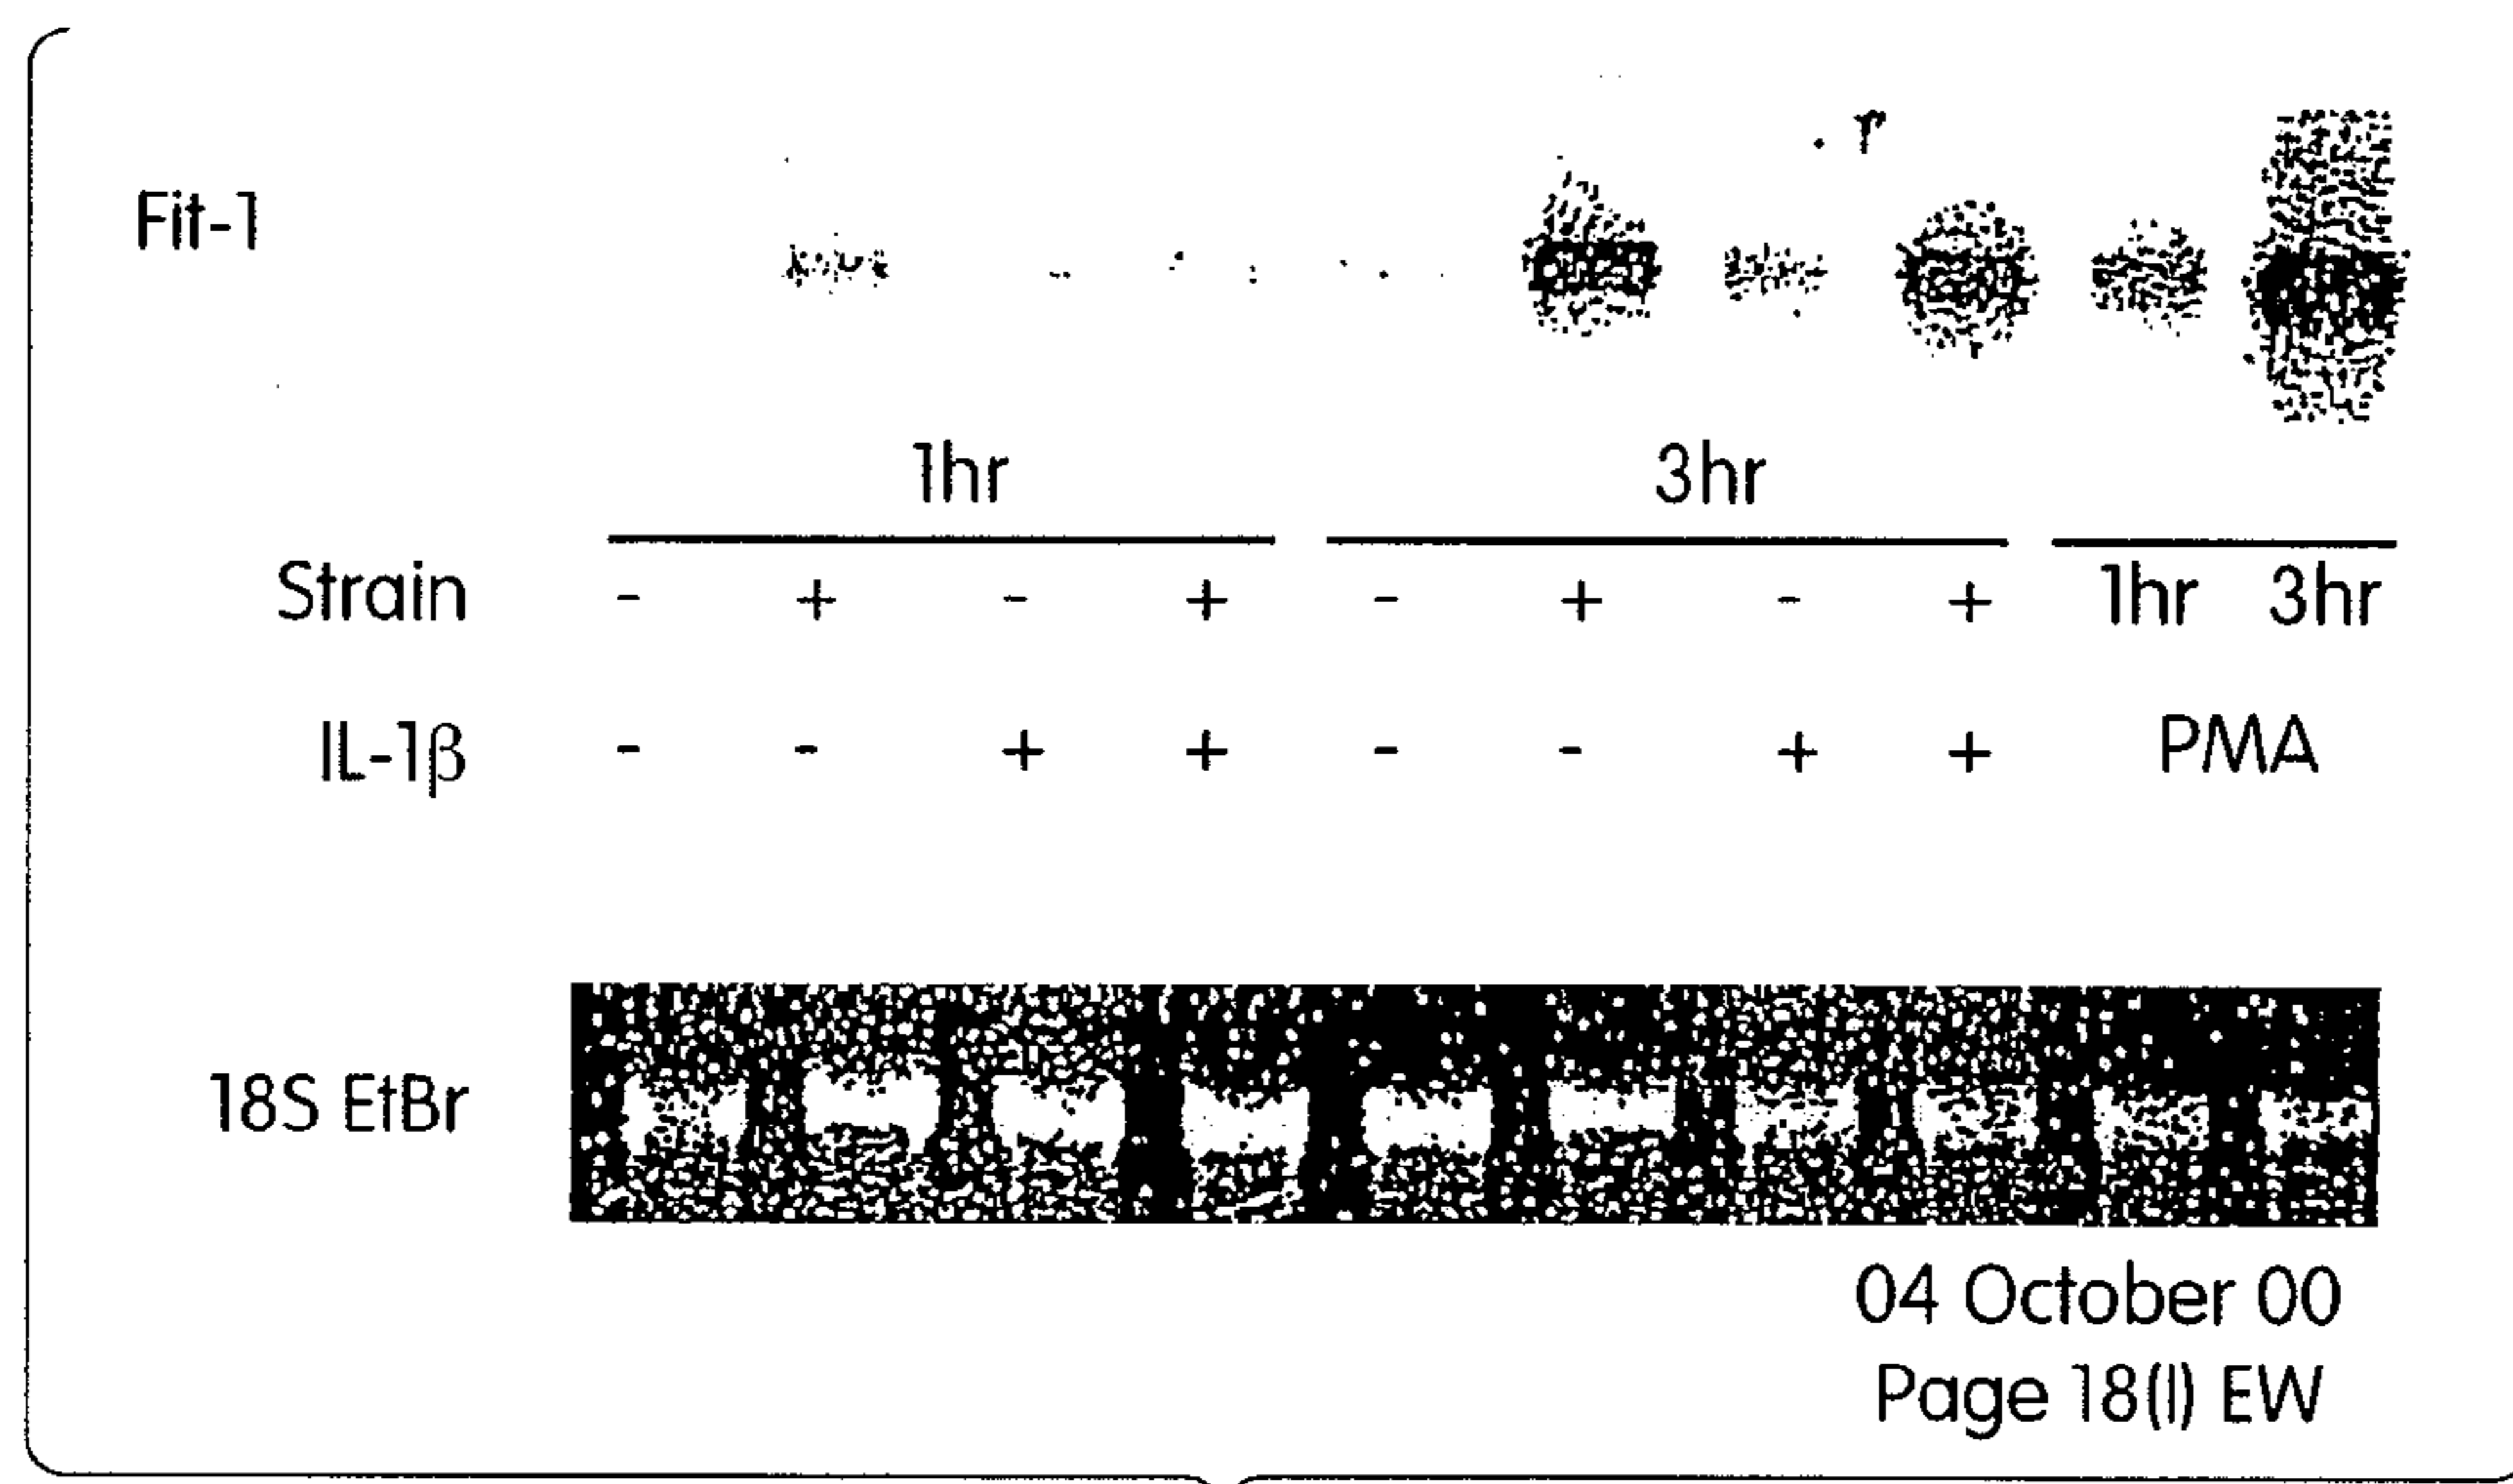 Fit-1
1hr 3hr
Strain - + - + - + - + 1hr 3hr
IL-1β - - + + - - + + PMA
18S EtBr
04 October 00
Page 18(I) EW